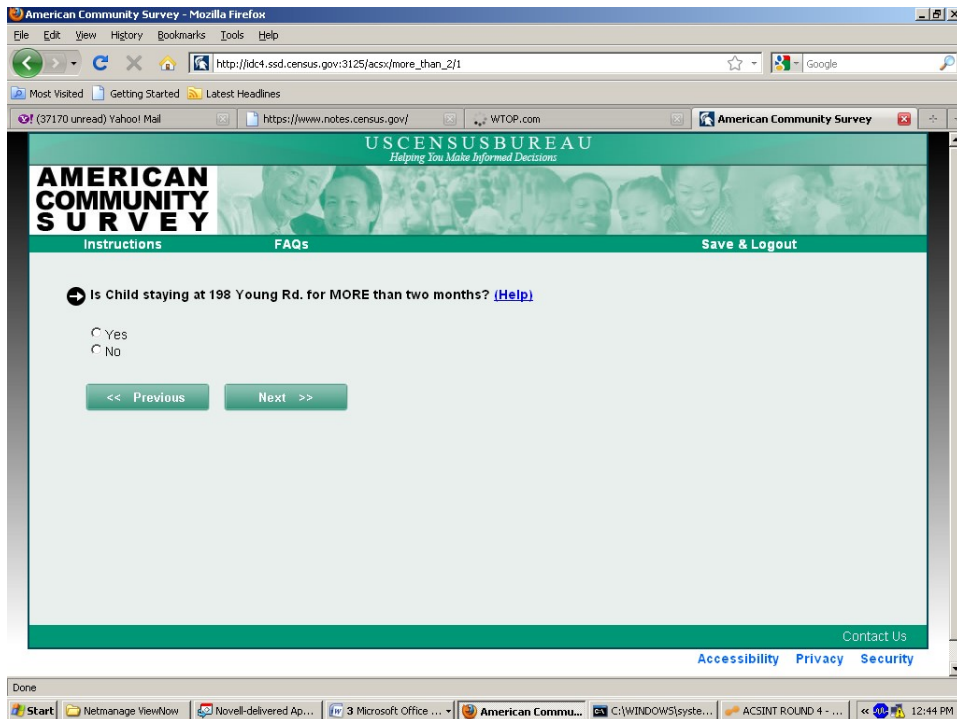 American Community Survey - Mozilla Firefox
File Edit View History Bookmarks Tools Help
http://idc4.ssd.census.gov:3125/acsx/more_than_2/1
Google
Most Visited Getting Started Latest Headlines
(37170 unread) Yahoo! Mail https://www.notes.census.gov/ WTOP.com American Community Survey
USCENSUSBUREAU
Helping You Make Informed Decisions
AMERICAN
COMMUNITY
SURVEY
Instructions FAQs Save & Logout
Is Child staying at 198 Young Rd. for MORE than two months? (Help)
Yes
No
<< Previous Next >>
Contact Us
Accessibility Privacy Security
Done
Start Netmanage ViewNow Novell-delivered Ap... 3 Microsoft Office ... American Commu... C:\WINDOWS\syste... ACSINT ROUND 4 - ... « 12:44 PM